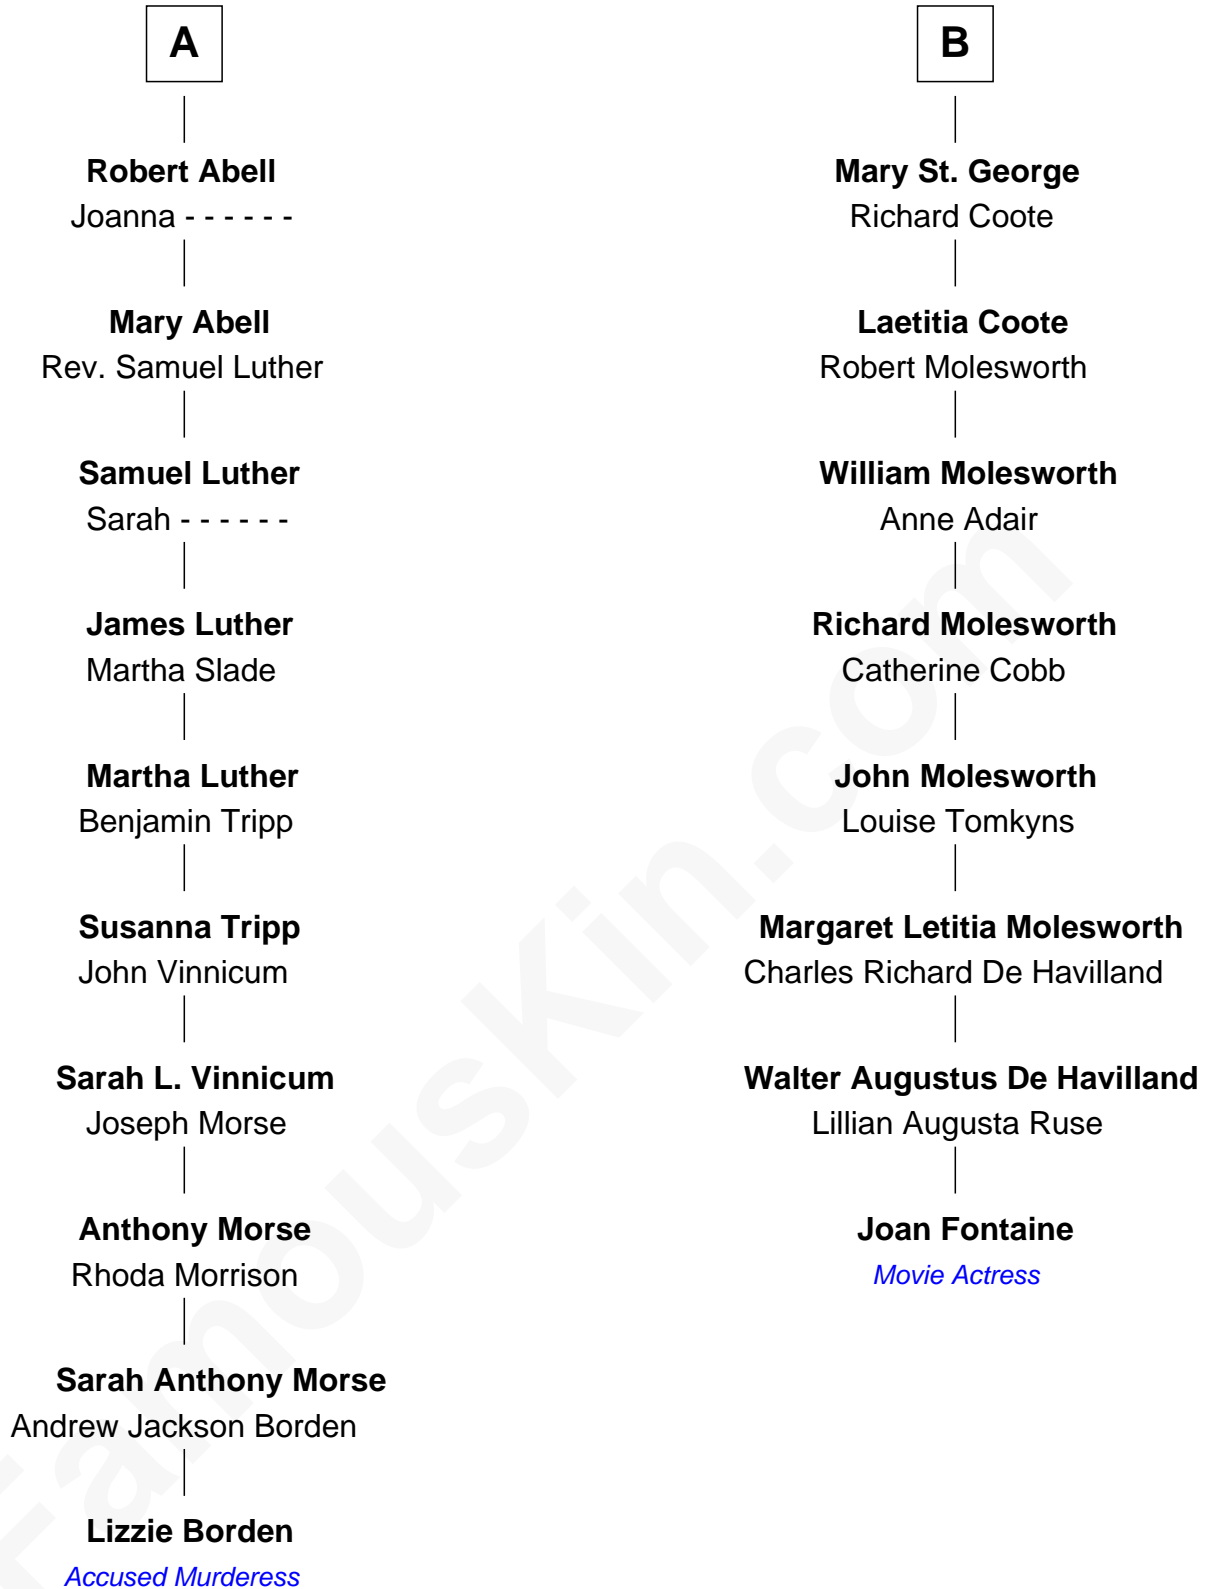 A
Robert Abell
Joanna - - - - - -
Mary Abell
Rev. Samuel Luther
Samuel Luther
Sarah - - - - - -
James Luther
Martha Slade
Martha Luther
Benjamin Tripp
Susanna Tripp
John Vinnicum
Sarah L. Vinnicum
Joseph Morse
Anthony Morse
Rhoda Morrison
Sarah Anthony Morse
Andrew Jackson Borden
Lizzie Borden
Accused Murderess
B
Mary St. George
Richard Coote
Laetitia Coote
Robert Molesworth
William Molesworth
Anne Adair
Richard Molesworth
Catherine Cobb
John Molesworth
Louise Tomkyns
Margaret Letitia Molesworth
Charles Richard De Havilland
Walter Augustus De Havilland
Lillian Augusta Ruse
Joan Fontaine
Movie Actress
FamousKin.com